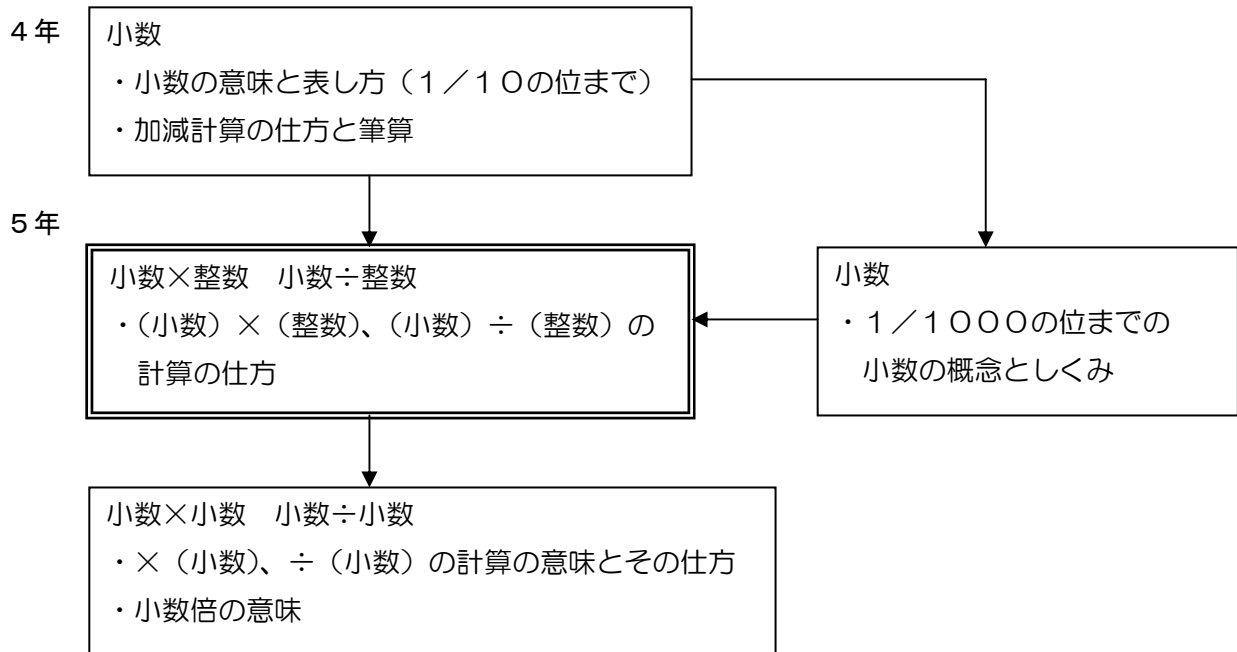 4年
小数
・小数の意味と表し方(1/10の位まで)
・加減計算の仕方と筆算
5年
小数×整数　小数÷整数
・(小数)×(整数)、(小数)÷(整数)の
計算の仕方
小数
・1/1000の位までの
小数の概念としくみ
小数×小数　小数÷小数
・×(小数)、÷(小数)の計算の意味とその仕方
・小数倍の意味